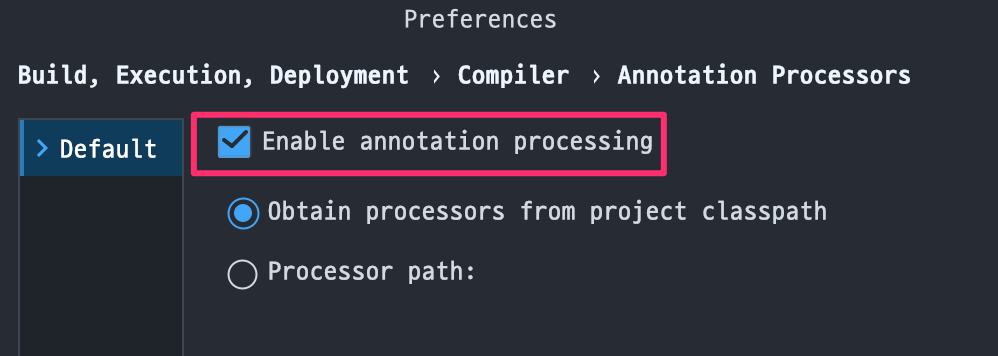 Preferences
Build, Execution, Deployment › Compiler › Annotation Processors
Default
Enable annotation processing
Obtain processors from project classpath
Processor path: